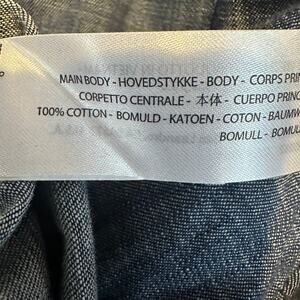 MAIN BODY - HOVEDSTYKKE - BODY - CORPS PRIN
CORPETTO CENTRALE - 本体 - CUERPO PRINC
100% COTTON - BOMULD - KATOEN - COTON - BAUMW
BOMULL - BOMUL